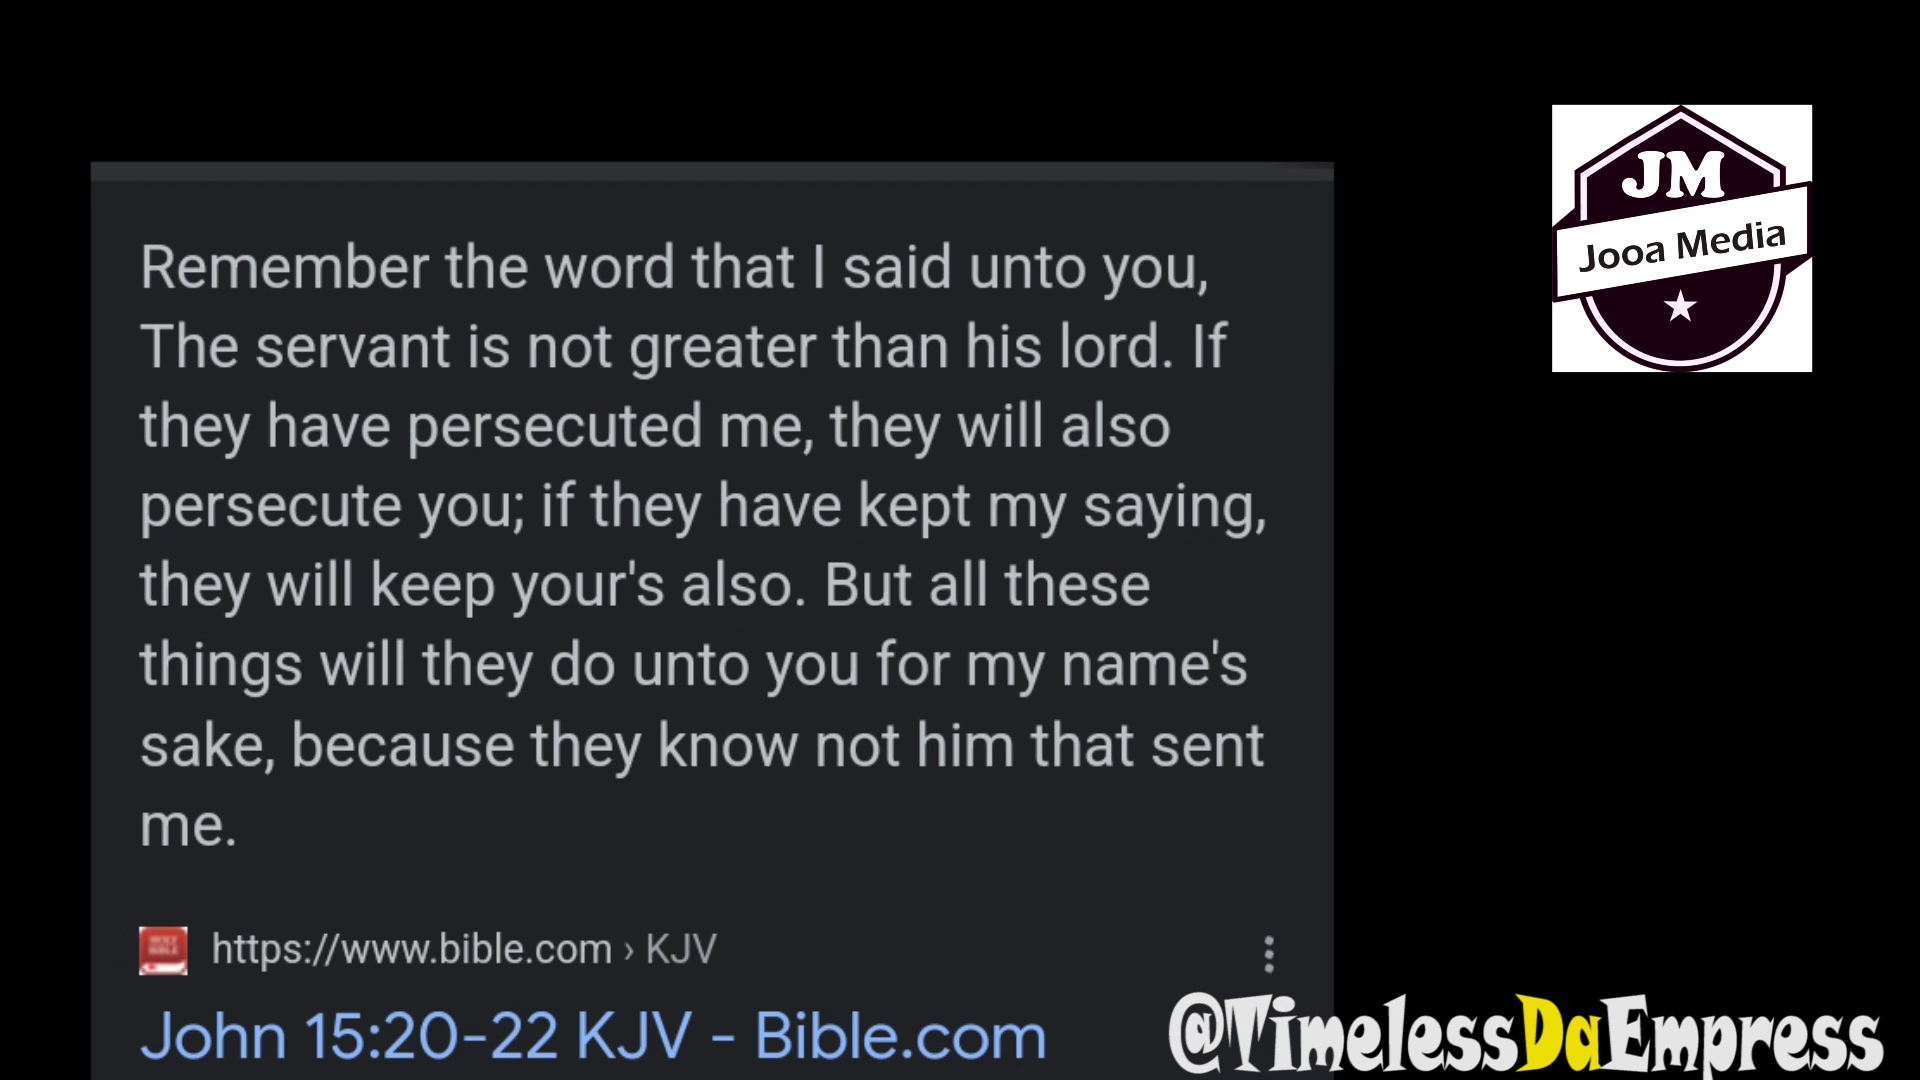 Remember the word that I said unto you,
The servant is not greater than his lord. If
they have persecuted me, they will also
persecute you; if they have kept my saying,
they will keep your's also. But all these
things will they do unto you for my name's
sake, because they know not him that sent
me.
HOLY
BIBLE
https://www.bible.com › KJV
John 15:20-22 KJV - Bible.com
JM
Jooa Media
@TimelessDaEmpress